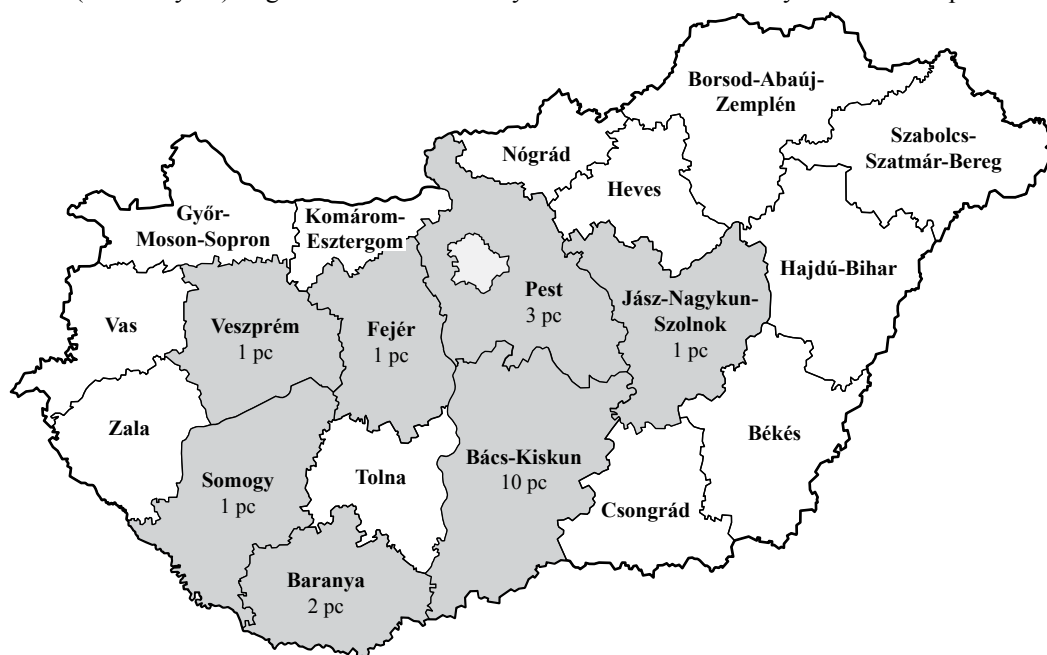 Borsod-Abaúj-
Zemplén
Szabolcs-
Szatmár-Bereg
Nógrád
Heves
Győr-
Moson-Sopron
Komárom-
Esztergom
Hajdú-Bihar
Pest
3 pc
Jász-Nagykun-
Szolnok
1 pc
Vas
Veszprém
1 pc
Fejér
1 pc
Zala
Békés
Somogy
1 pc
Tolna
Bács-Kiskun
10 pc
Csongrád
Baranya
2 pc